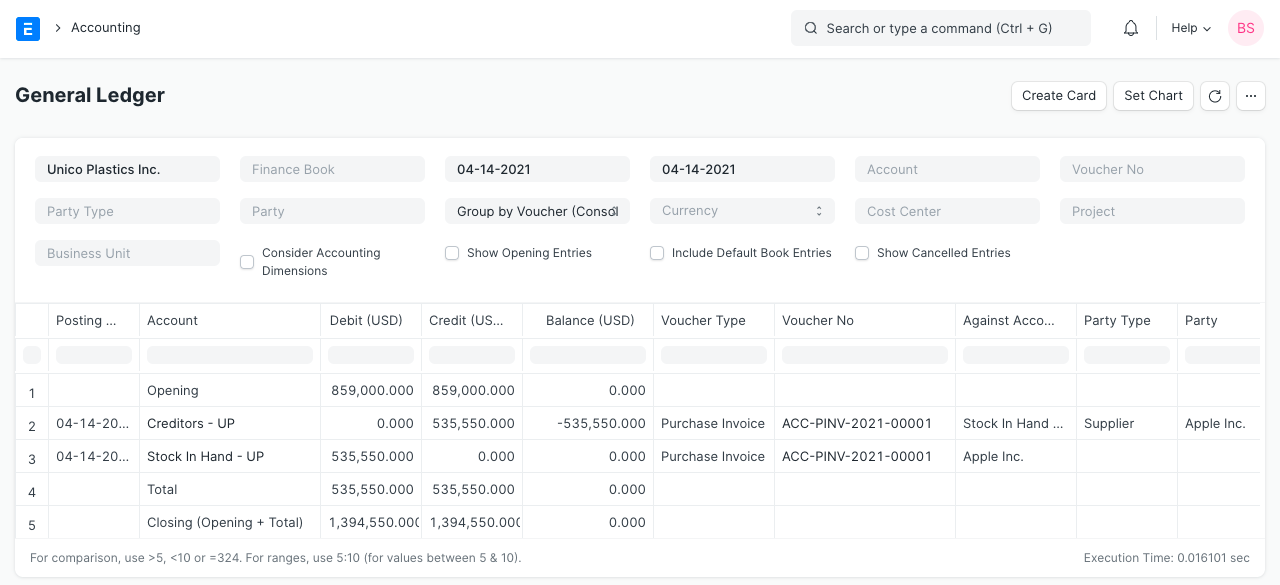 E
Accounting
Search or type a command (Ctrl + G)
Help
BS
General Ledger
Create Card
Set Chart
...
Unico Plastics Inc.
Finance Book
04-14-2021
04-14-2021
Account
Voucher No
Party Type
Party
Group by Voucher (Consol
Currency
Cost Center
Project
Business Unit
Consider Accounting
Dimensions
Show Opening Entries
Include Default Book Entries
Show Cancelled Entries
Posting ... Account Debit (USD) Credit (US... Balance (USD) Voucher Type Voucher No Against Acco... Party Type Party
1 Opening 859,000.000 859,000.000 0.000
2 04-14-20... Creditors - UP 0.000 535,550.000 -535,550.000 Purchase Invoice ACC-PINV-2021-00001 Stock In Hand ... Supplier Apple Inc.
3 04-14-20... Stock In Hand - UP 535,550.000 0.000 0.000 Purchase Invoice ACC-PINV-2021-00001 Apple Inc.
4 Total 535,550.000 535,550.000 0.000
5 Closing (Opening + Total) 1,394,550.000 1,394,550.000 0.000
For comparison, use >5, <10 or =324. For ranges, use 5:10 (for values between 5 & 10).
Execution Time: 0.016101 sec